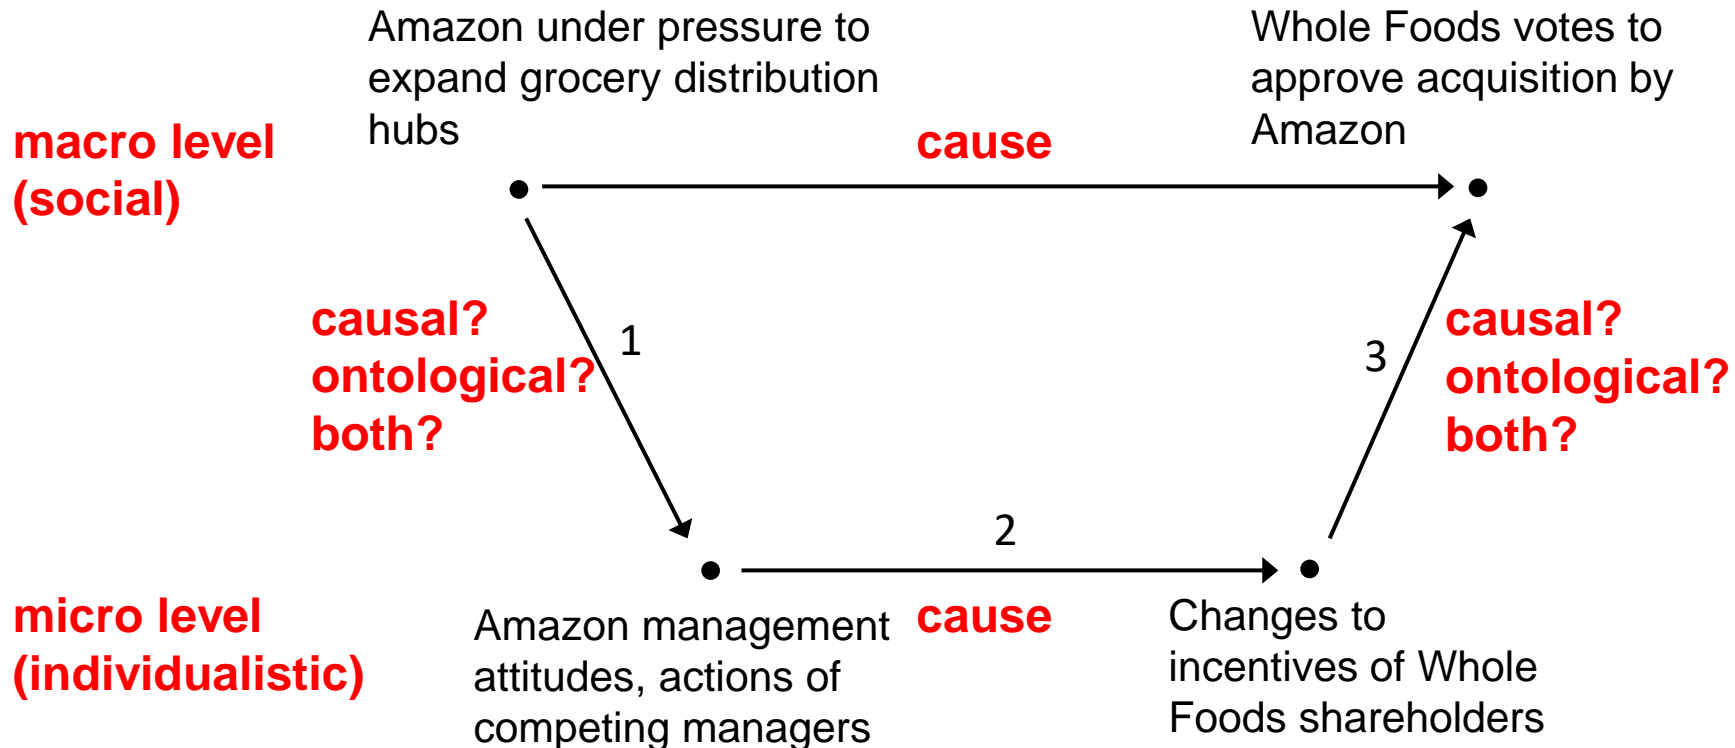 Amazon under pressure to
expand grocery distribution
hubs
Whole Foods votes to
approve acquisition by
Amazon
macro level
(social)
cause
causal?
ontological?
both?
1
3
causal?
ontological?
both?
2
micro level
(individualistic)
Amazon management
attitudes, actions of
competing managers
cause
Changes to
incentives of Whole
Foods shareholders